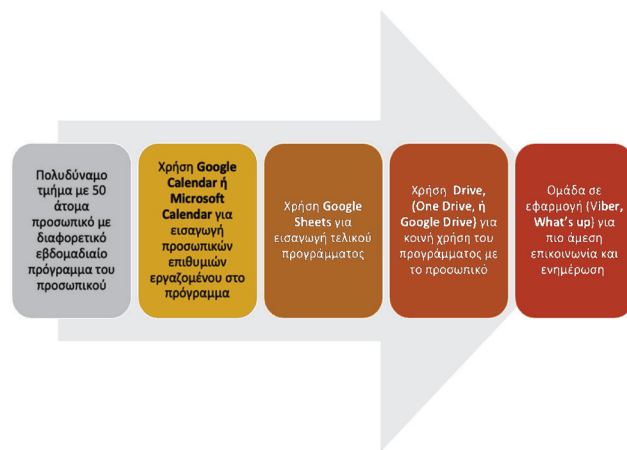 Πολυδύναμο
τμήμα με 50
άτομα
προσωπικό με
διαφορετικό
εβδομαδιαίο
πρόγραμμα του
προσωπικού
Χρήση Google
Calendar ή
Microsoft
Calendar για
εισαγωγή
προσωπικών
επιθυμιών
εργαζομένου στο
πρόγραμμα
Χρήση Google
Sheets για
εισαγωγή τελικού
προγράμματος
Χρήση Drive,
(One Drive, ή
Google Drive} για
κοινή χρήση του
προγράμματος με
το προσωπικό
Ομάδα σε
εφαρμογή (Viber,
What's up} για
πιο άμεση
επικοινωνία και
ενημέρωση